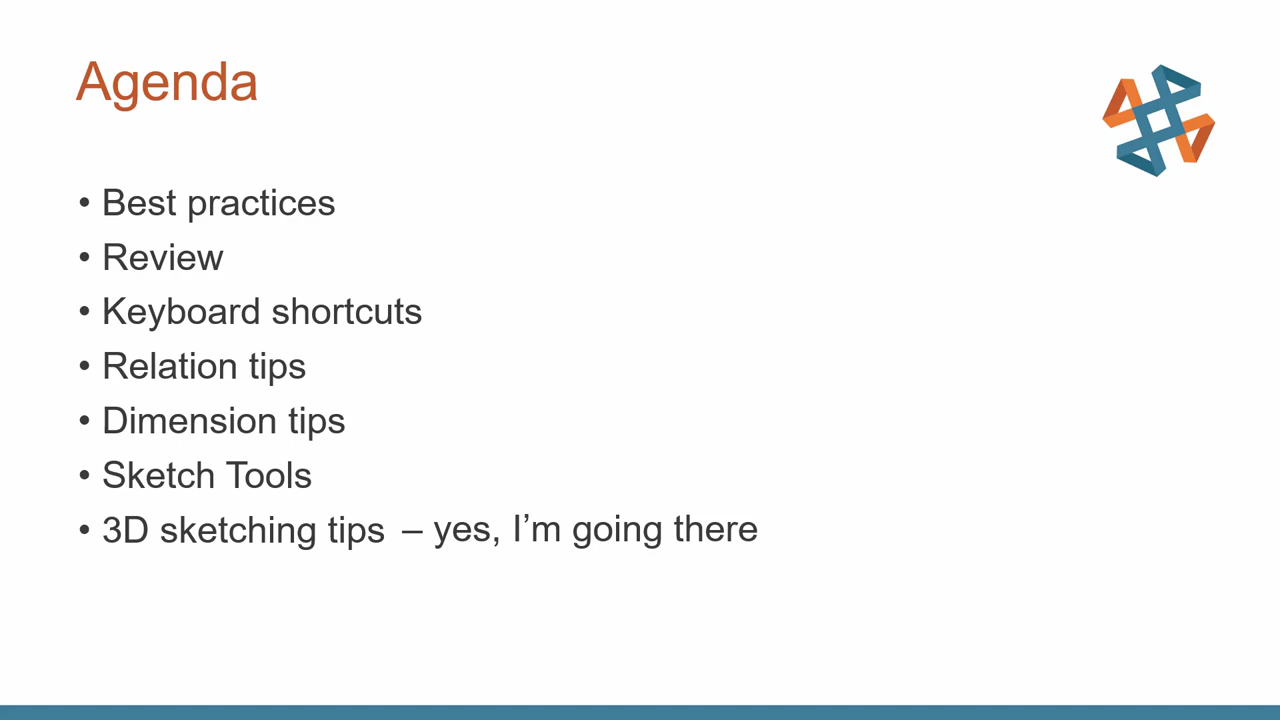 Agenda
• Best practices
• Review
• Keyboard shortcuts
• Relation tips
• Dimension tips
• Sketch Tools
• 3D sketching tips – yes, I’m going there